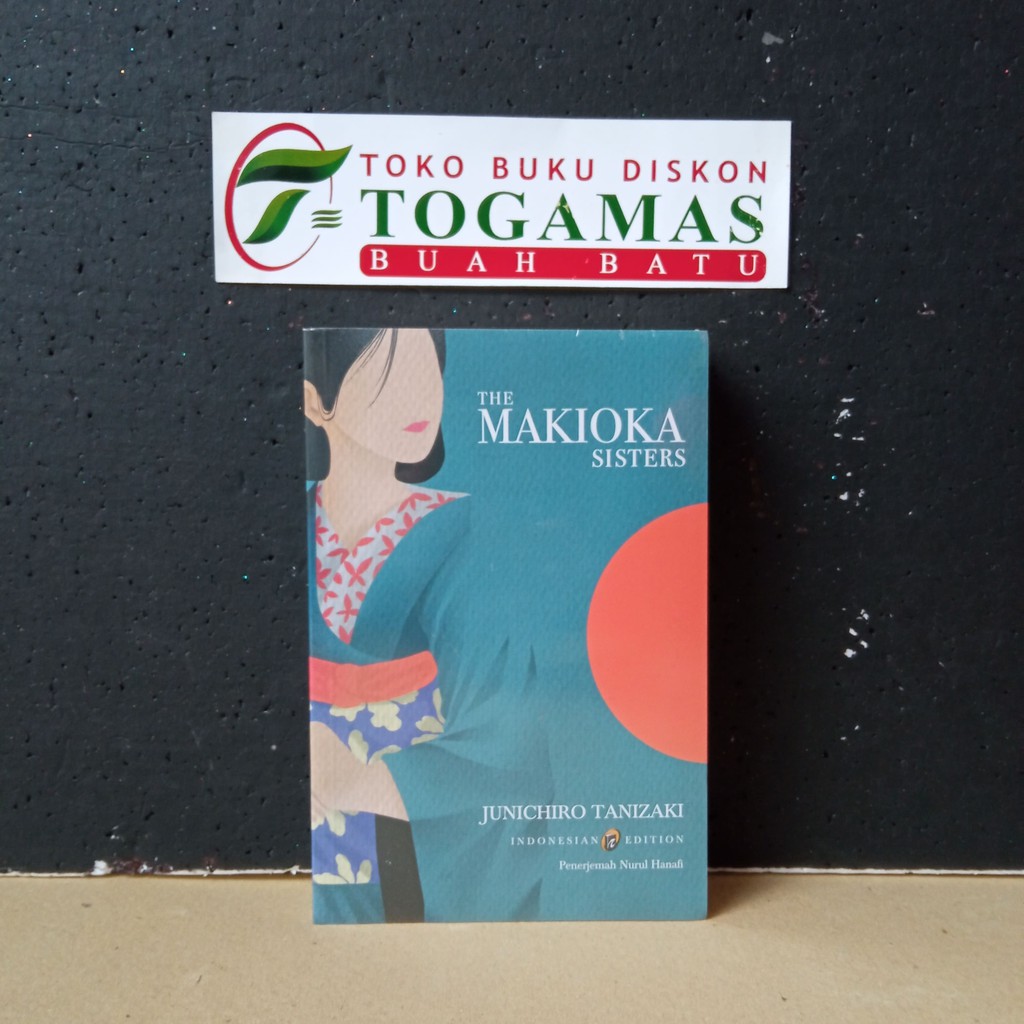 TOKO BUKU DISKON
TOGAMAS
BUAH BATU
THE
MAKIOKA
SISTERS
JUNICHIRO TANIZAKI
INDONESIAN EDITION
Penerjemah Nurul Hanafi